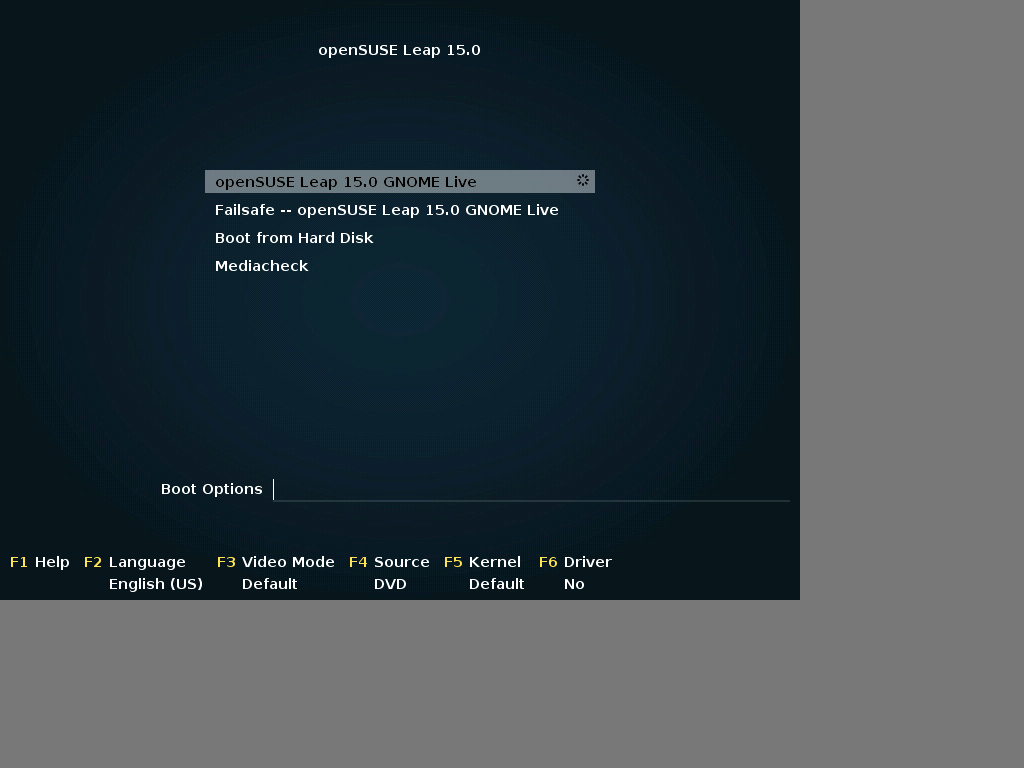 openSUSE Leap 15.0
openSUSE Leap 15.0 GNOME Live
Failsafe -- openSUSE Leap 15.0 GNOME Live
Boot from Hard Disk
Mediacheck
Boot Options
F1 Help F2 Language F3 Video Mode F4 Source F5 Kernel F6 Driver
English (US) Default DVD Default No